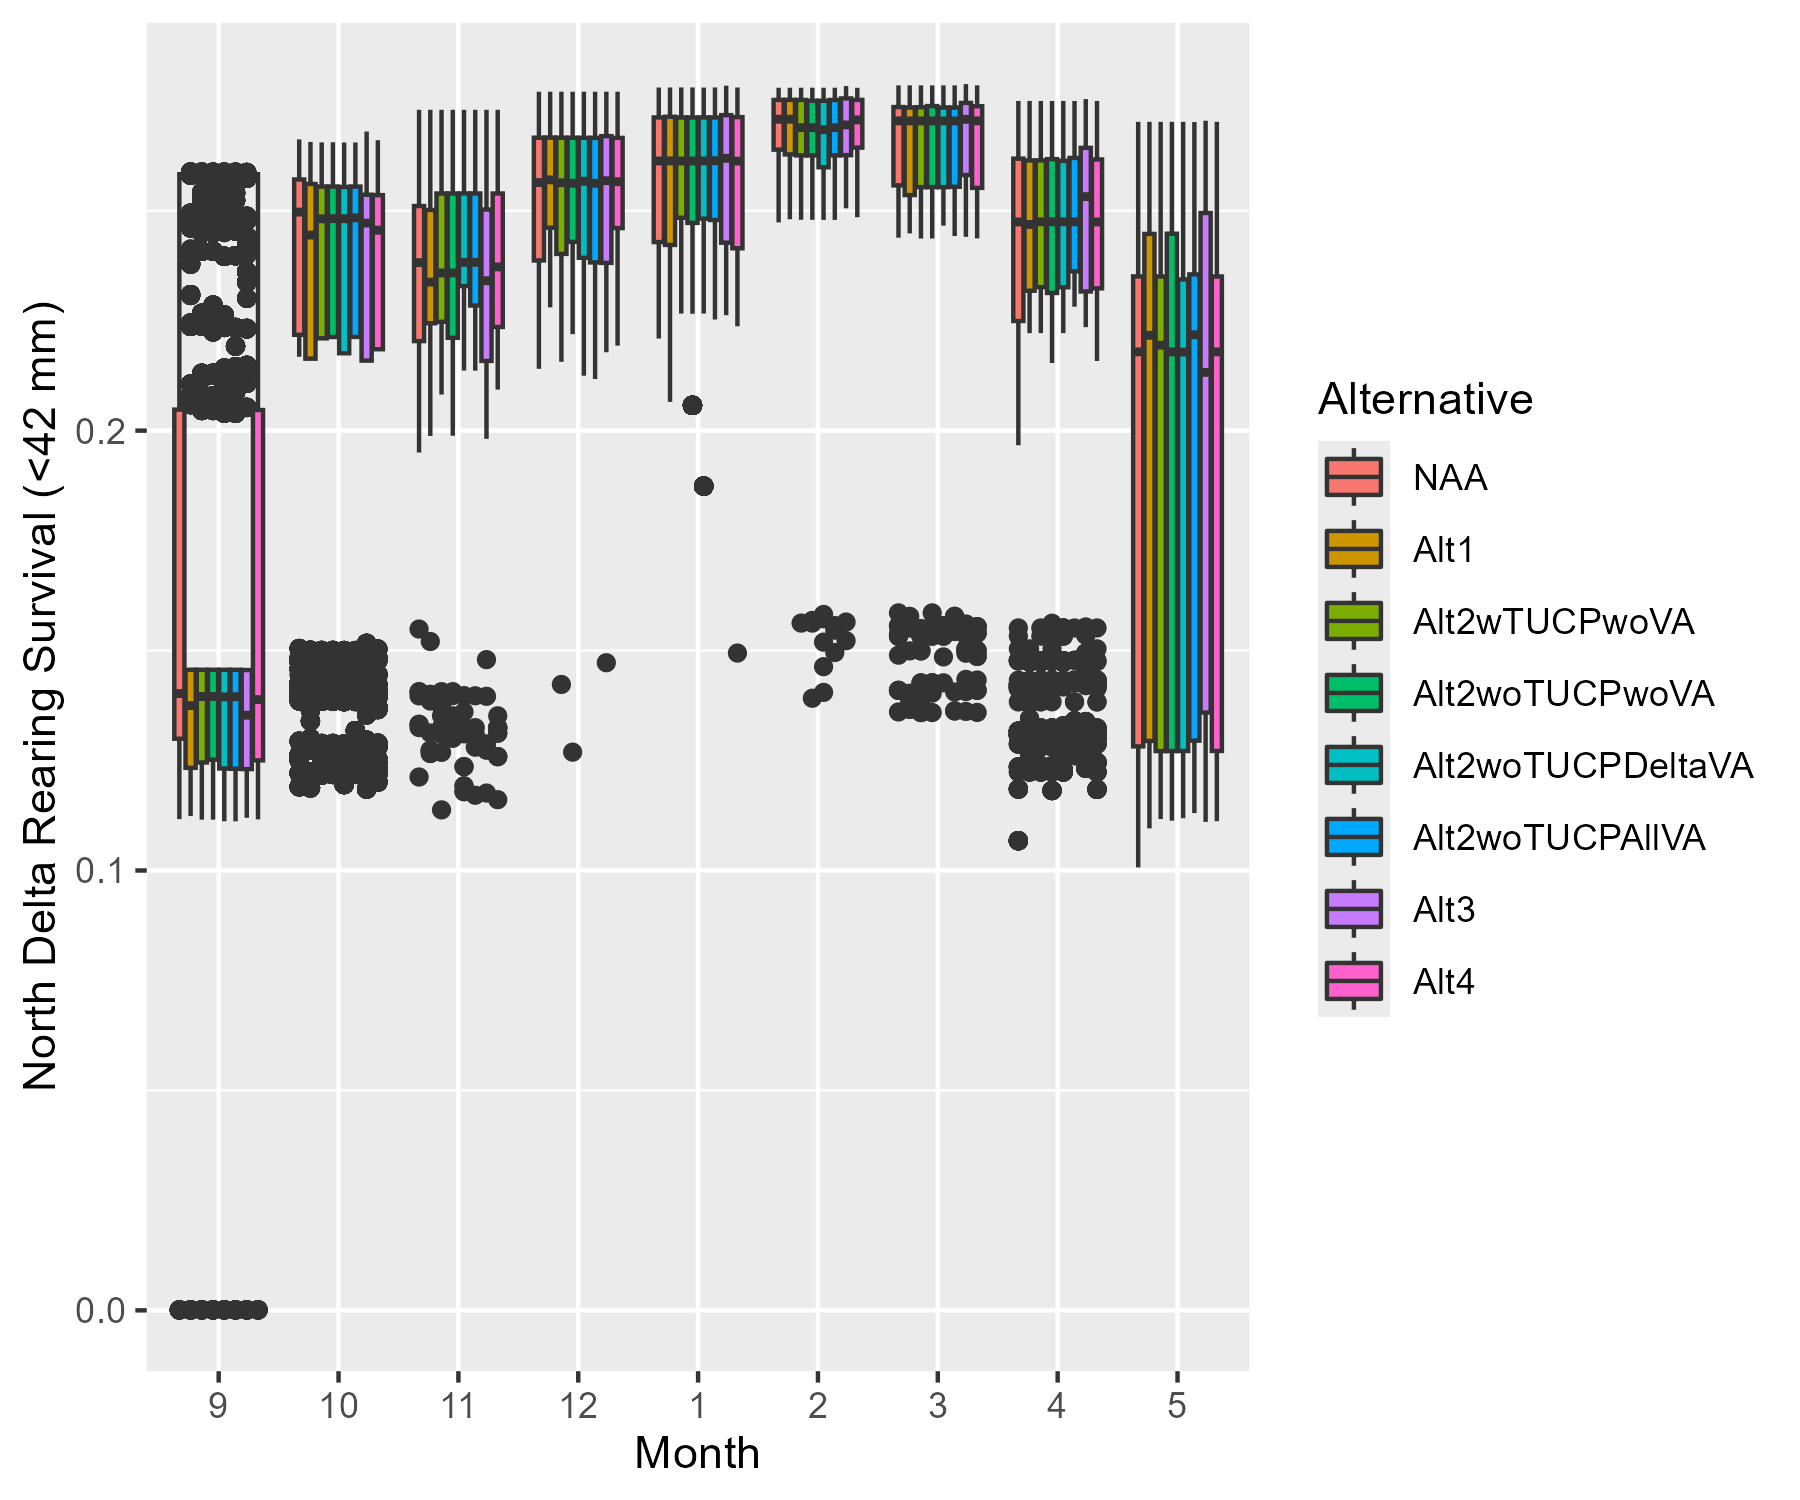 North Delta Rearing Survival (<42 mm)
0.2
0.1
0.0
9 10 11 12 1 2 3 4 5
Month
Alternative
NAA
Alt1
Alt2wTUCPwoVA
Alt2woTUCPwoVA
Alt2woTUCPDeltaVA
Alt2woTUCPAllVA
Alt3
Alt4